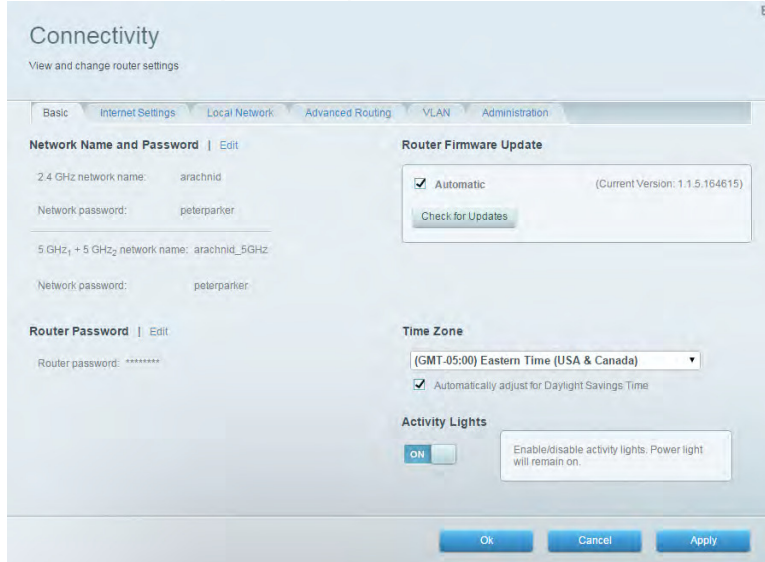 Connectivity
View and change router settings
Basic
Internet Settings
Local Network
Advanced Routing
VLAN
Administration
Network Name and Password | Edit
2.4 GHz network name: arachnid
Network password: peterparker
5 GHz₁ + 5 GHz₂ network name: arachnid_5GHz
Network password: peterparker
Router Password | Edit
Router password: ********
Router Firmware Update
Automatic (Current Version: 1.1.5.164615)
Check for Updates
Time Zone
(GMT-05:00) Eastern Time (USA & Canada)
Automatically adjust for Daylight Savings Time
Activity Lights
ON
Enable/disable activity lights. Power light
will remain on.
Ok
Cancel
Apply